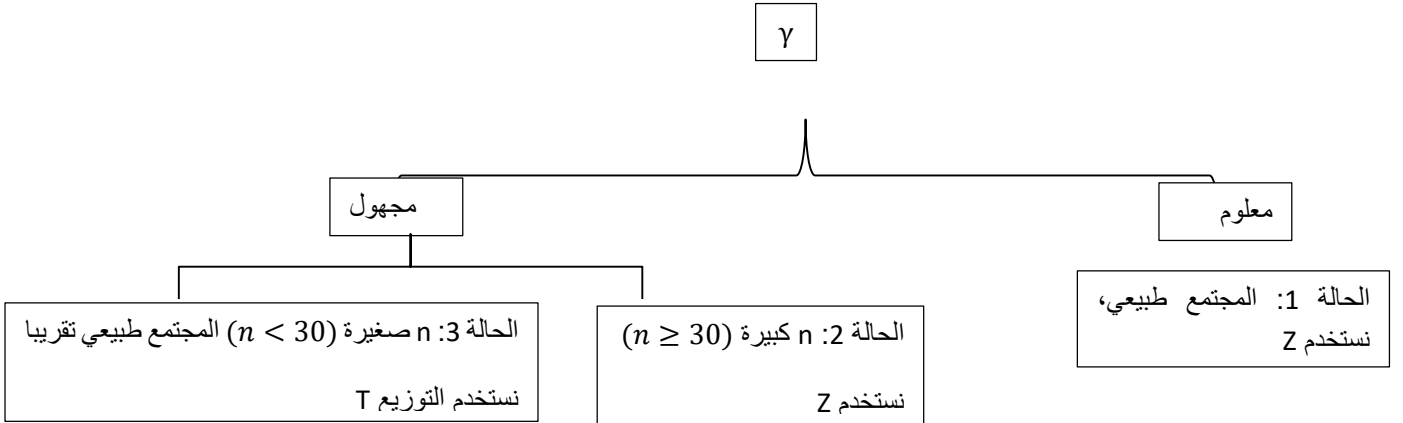 γ
معلوم
مجهول
الحالة 1: المجتمع طبيعي،
نستخدم Z
الحالة 2: n كبيرة (n ≥ 30)
نستخدم Z
الحالة 3: n صغيرة (n < 30) المجتمع طبيعي تقريبا
نستخدم التوزيع T